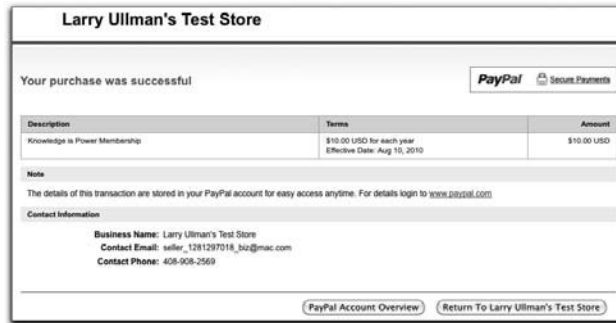 Larry Ullman's Test Store
Your purchase was successful
PayPal Secure Payments
Description Terms Amount
Knowledge is Power Membership $10.00 USD for each year $10.00 USD
Effective Date: Aug 10, 2010
Note
The details of this transaction are stored in your PayPal account for easy access anytime. For details login to www.paypal.com
Contact Information
Business Name: Larry Ullman's Test Store
Contact Email: seller_1281297018_biz@mac.com
Contact Phone: 408-908-2569
PayPal Account Overview Return To Larry Ullman's Test Store